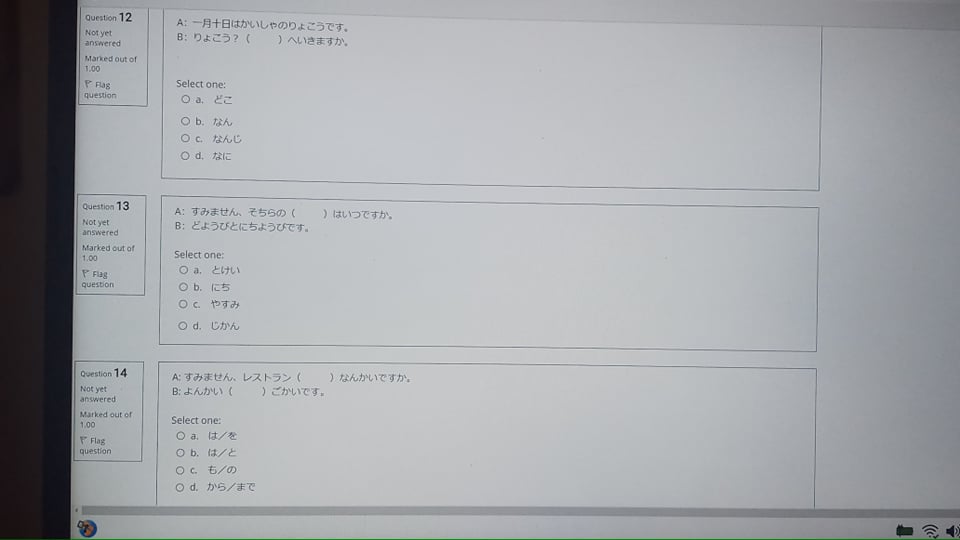 Question 12
Not yet
answered
Marked out of
1.00
Flag
question
A: 一月十日はかいしゃのりょこうです。
B: りょこう？（　　）へいきますか。
Select one:
a. どこ
b. なん
c. なんじ
d. なに
Question 13
Not yet
answered
Marked out of
1.00
Flag
question
A: すみません、そちらの（　　）はいつですか。
B: どようびとにちようびです。
Select one:
a. とけい
b. にち
c. やすみ
d. じかん
Question 14
Not yet
answered
Marked out of
1.00
Flag
question
A: すみません、レストラン（　　）なんかいですか。
B: よんかい（　　）ごかいです。
Select one:
a. は／を
b. は／と
c. も／の
d. から／まで